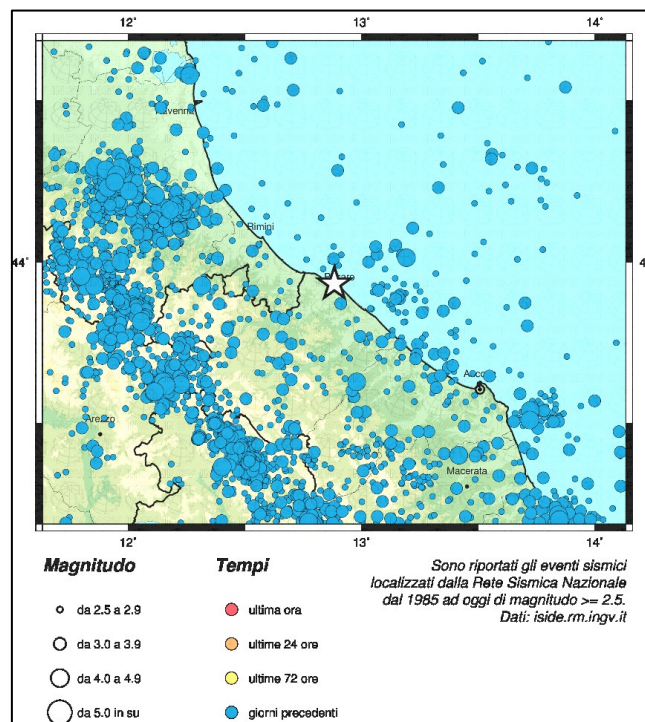 12˚ 13˚ 14˚
Ravenna
Rimini
44˚
Arezzo
Macerata
12˚ 13˚ 14˚
Magnitudo
da 2.5 a 2.9
da 3.0 a 3.9
da 4.0 a 4.9
da 5.0 in su
Tempi
ultima ora
ultime 24 ore
ultime 72 ore
giorni precedenti
Sono riportati gli eventi sismici
localizzati dalla Rete Sismica Nazionale
dal 1985 ad oggi di magnitudo >= 2.5.
Dati: iside.rm.ingv.it